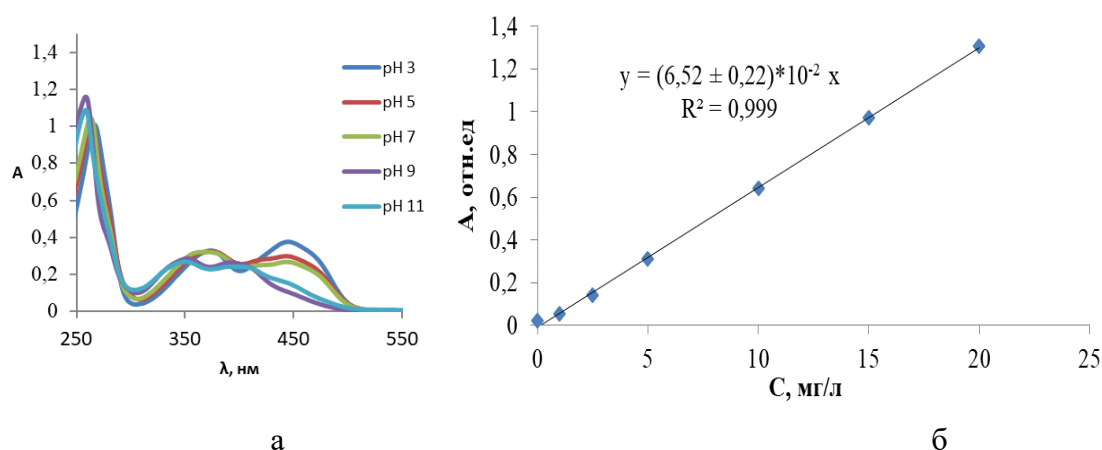 1,4
1,2
1
0,8
0,6
0,4
0,2
0
A
250
350
450
550
λ, нм
pH 3
pH 5
pH 7
pH 9
pH 11
а
1,4
1,2
1
0,8
0,6
0,4
0,2
0
А, отн.ед
y = (6,52 ± 0,22)*10⁻² x
R² = 0,999
0
5
10
15
20
25
С, мг/л
б